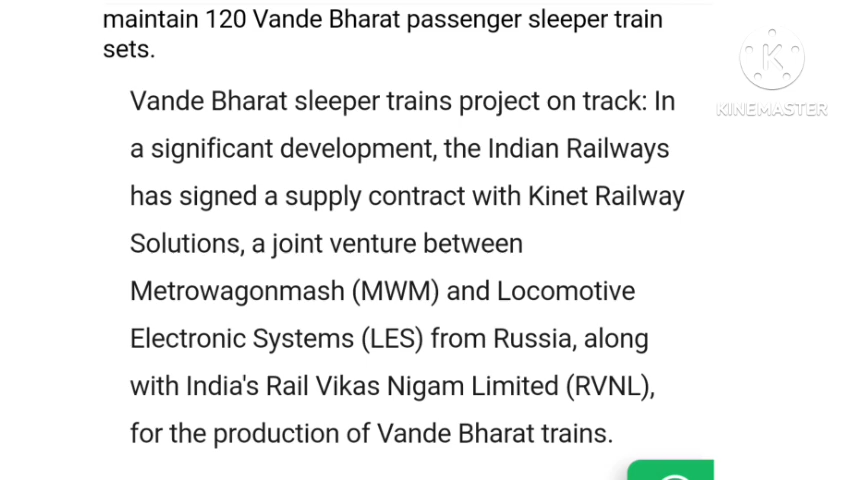 maintain 120 Vande Bharat passenger sleeper train
sets.
KINEMASTER
Vande Bharat sleeper trains project on track: In
a significant development, the Indian Railways
has signed a supply contract with Kinet Railway
Solutions, a joint venture between
Metrowagonmash (MWM) and Locomotive
Electronic Systems (LES) from Russia, along
with India's Rail Vikas Nigam Limited (RVNL),
for the production of Vande Bharat trains.